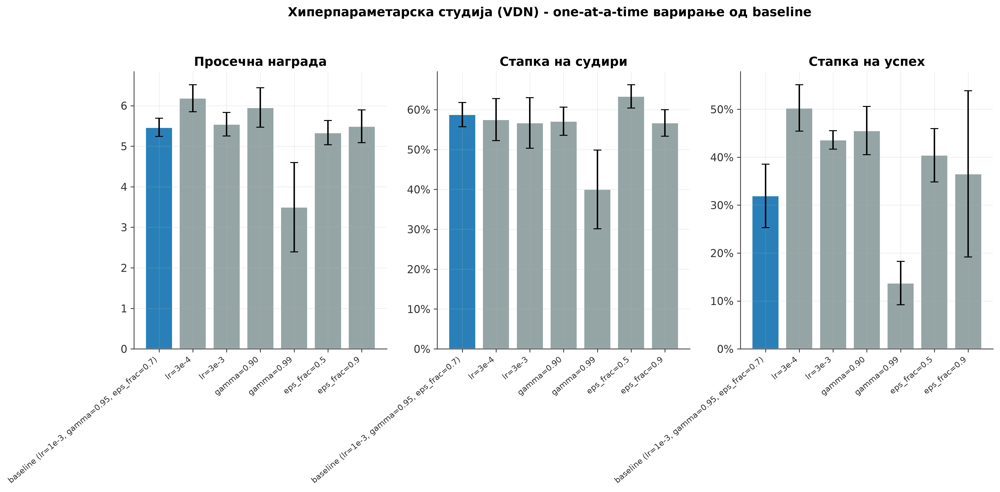 Хиперпараметарска студија (VDN) - one-at-a-time варирање од baseline
Просечна награда
6
5
4
3
2
1
0
baseline (lr=1e-3, gamma=0.95, eps_frac=0.7)
lr=3e-4
lr=3e-3
gamma=0.90
gamma=0.99
eps_frac=0.5
eps_frac=0.9
Стапка на судири
60%
50%
40%
30%
20%
10%
0%
baseline (lr=1e-3, gamma=0.95, eps_frac=0.7)
lr=3e-4
lr=3e-3
gamma=0.90
gamma=0.99
eps_frac=0.5
eps_frac=0.9
Стапка на успех
50%
40%
30%
20%
10%
0%
baseline (lr=1e-3, gamma=0.95, eps_frac=0.7)
lr=3e-4
lr=3e-3
gamma=0.90
gamma=0.99
eps_frac=0.5
eps_frac=0.9